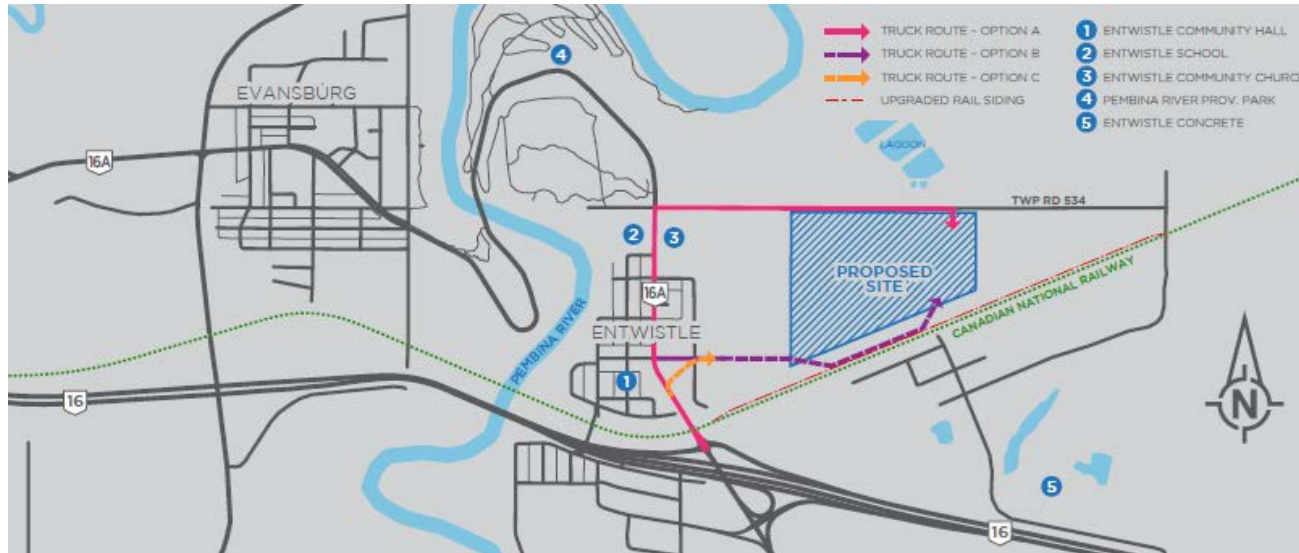 TRUCK ROUTE – OPTION A
TRUCK ROUTE – OPTION B
TRUCK ROUTE – OPTION C
UPGRADED RAIL SIDING
1 ENTWISTLE COMMUNITY HALL
2 ENTWISTLE SCHOOL
3 ENTWISTLE COMMUNITY CHURC
4 PEMBINA RIVER PROV. PARK
5 ENTWISTLE CONCRETE
4
EVANSBURG
16A
LAGOON
TWP RD 534
2
3
PROPOSED
SITE
16A
CANADIAN NATIONAL RAILWAY
ENTWISTLE
PEMBINA RIVER
1
16
N
5
16